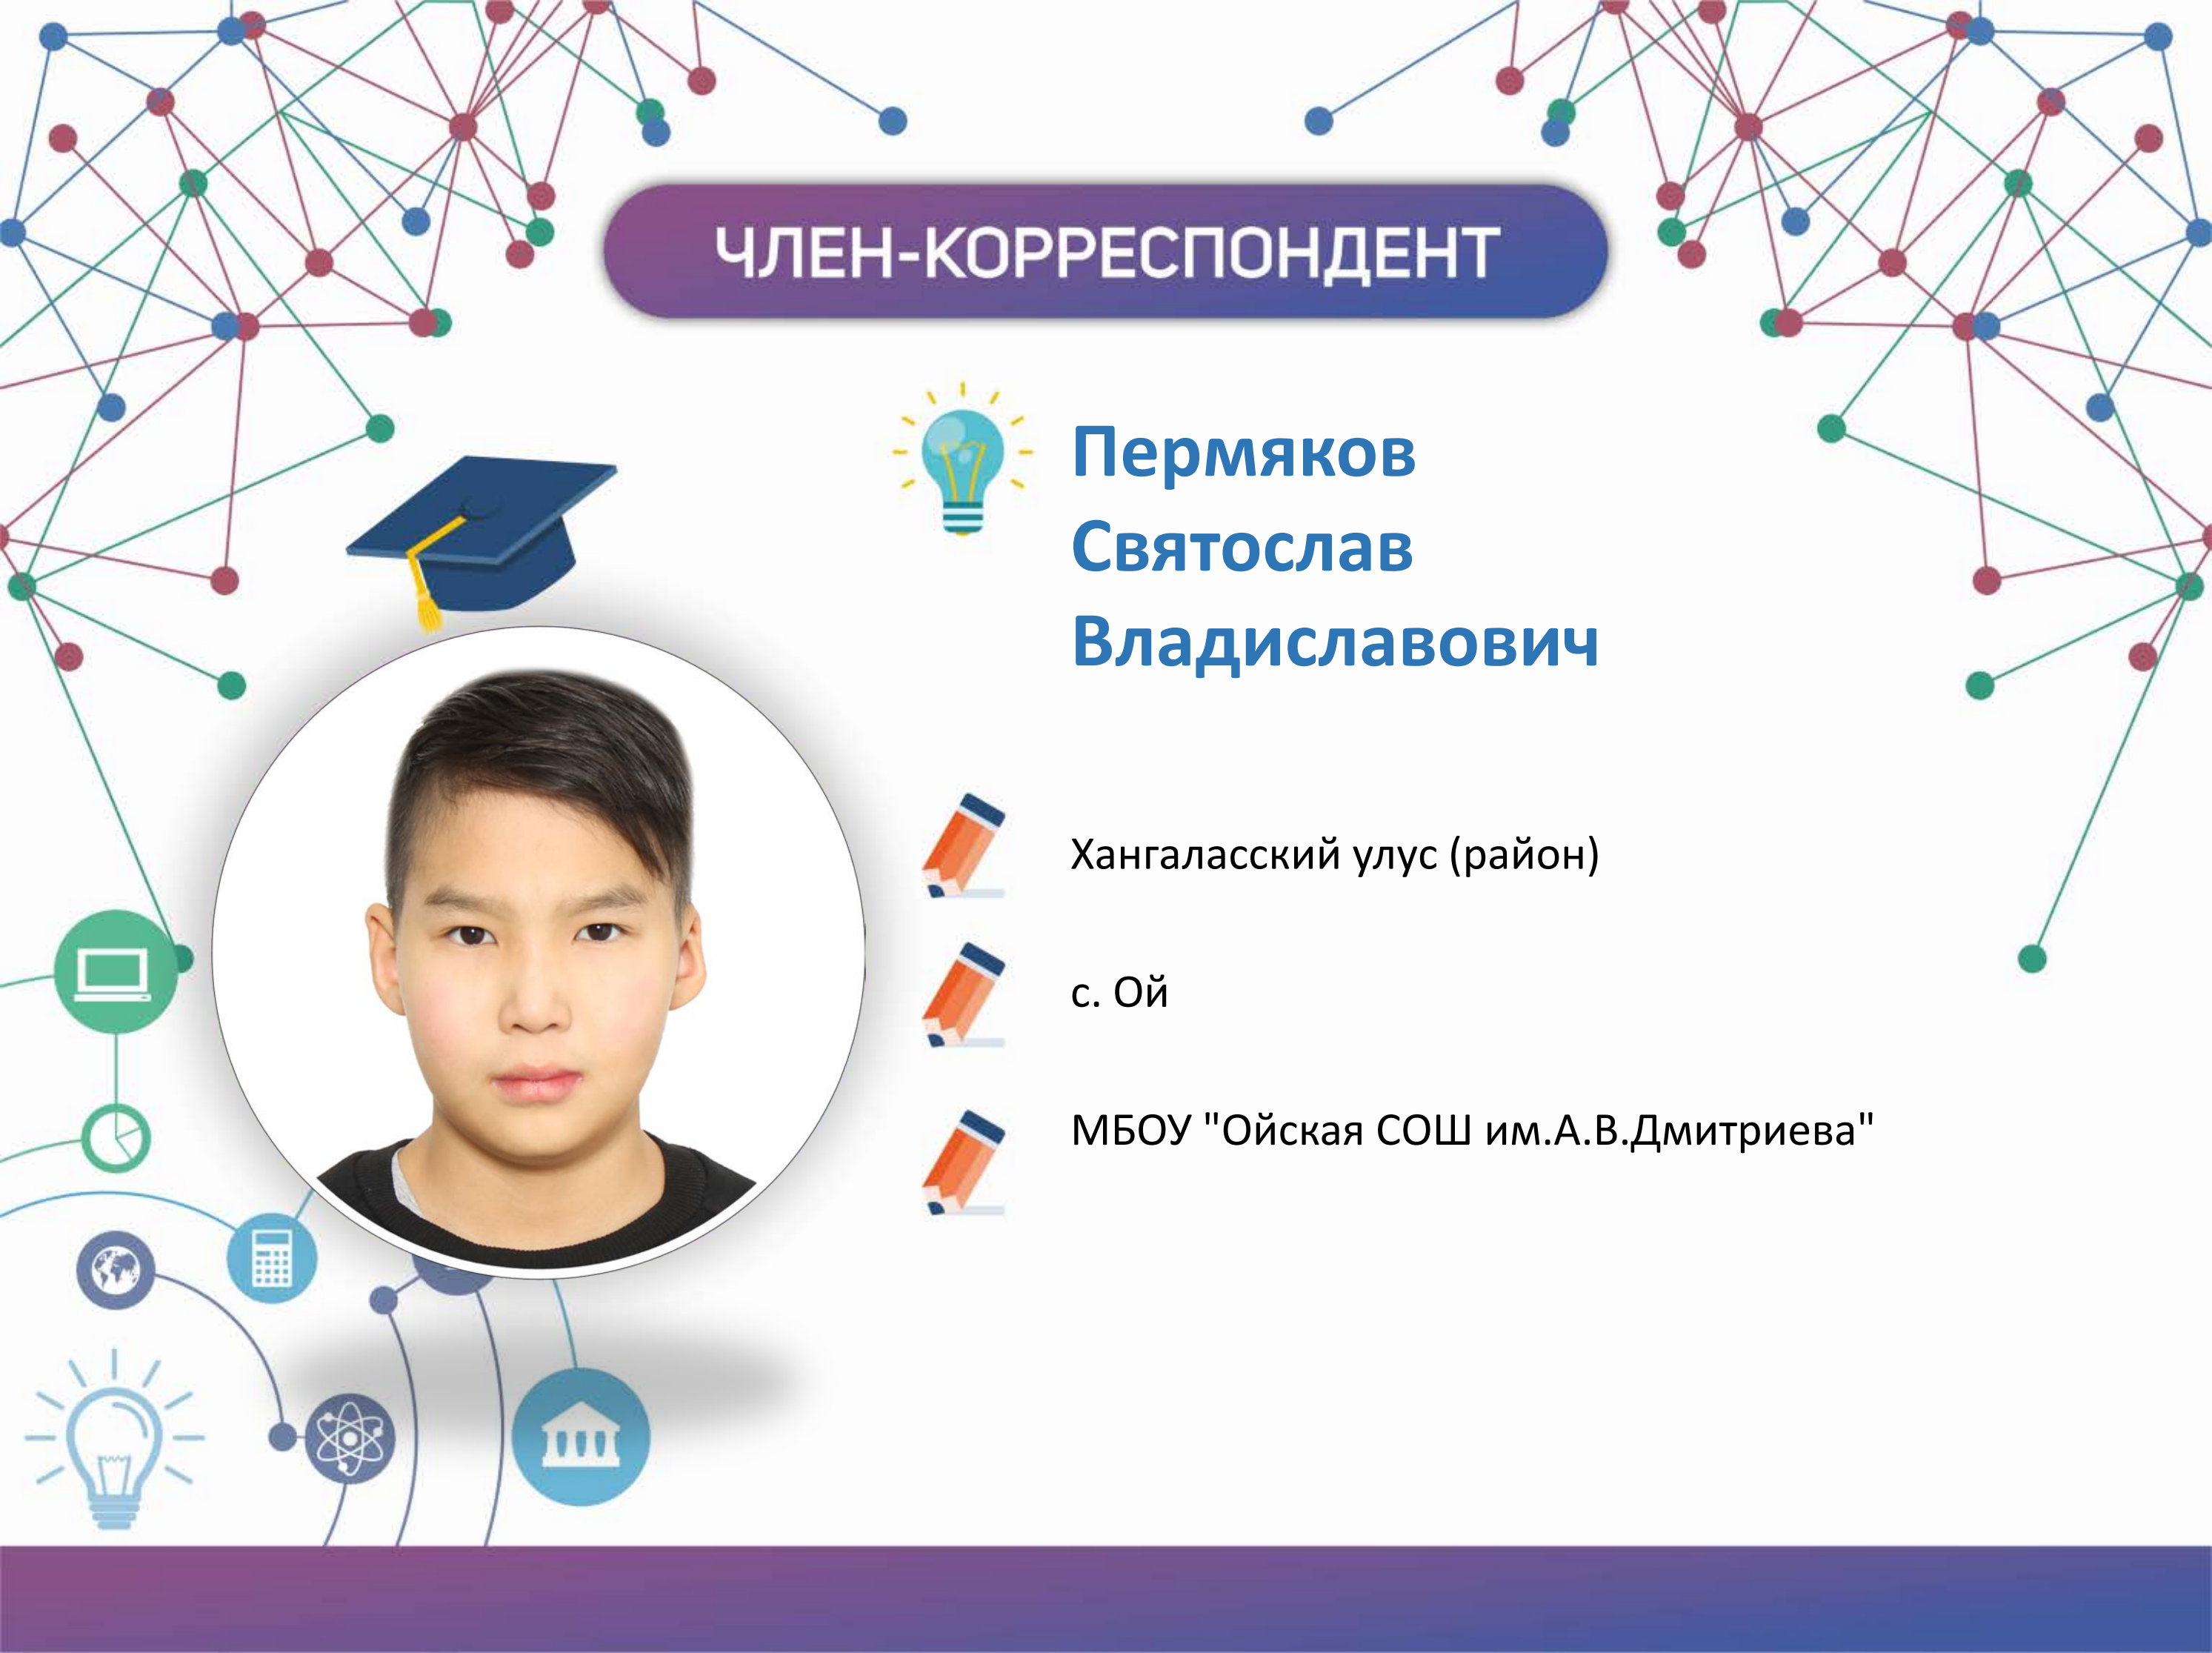 ЧЛЕН-КОРРЕСПОНДЕНТ
Пермяков
Святослав
Владиславович
Хангаласский улус (район)
с. Ой
МБОУ "Ойская СОШ им.А.В.Дмитриева"